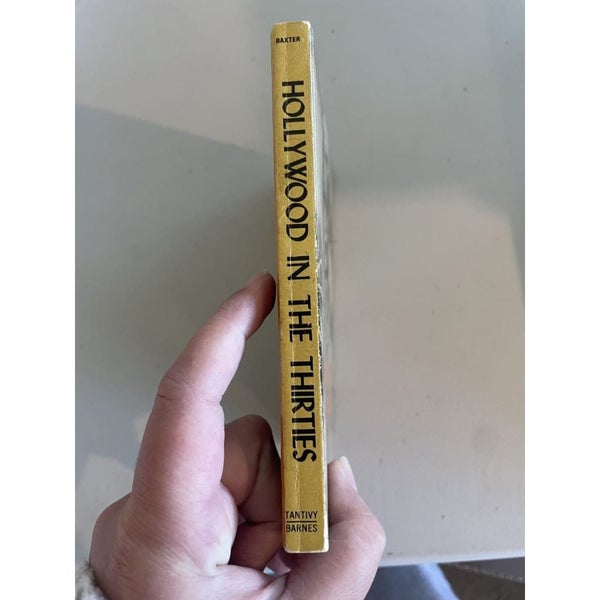 BAXTER
HOLLYWOOD IN THE THIRTIES
TANTIVY
BARNES